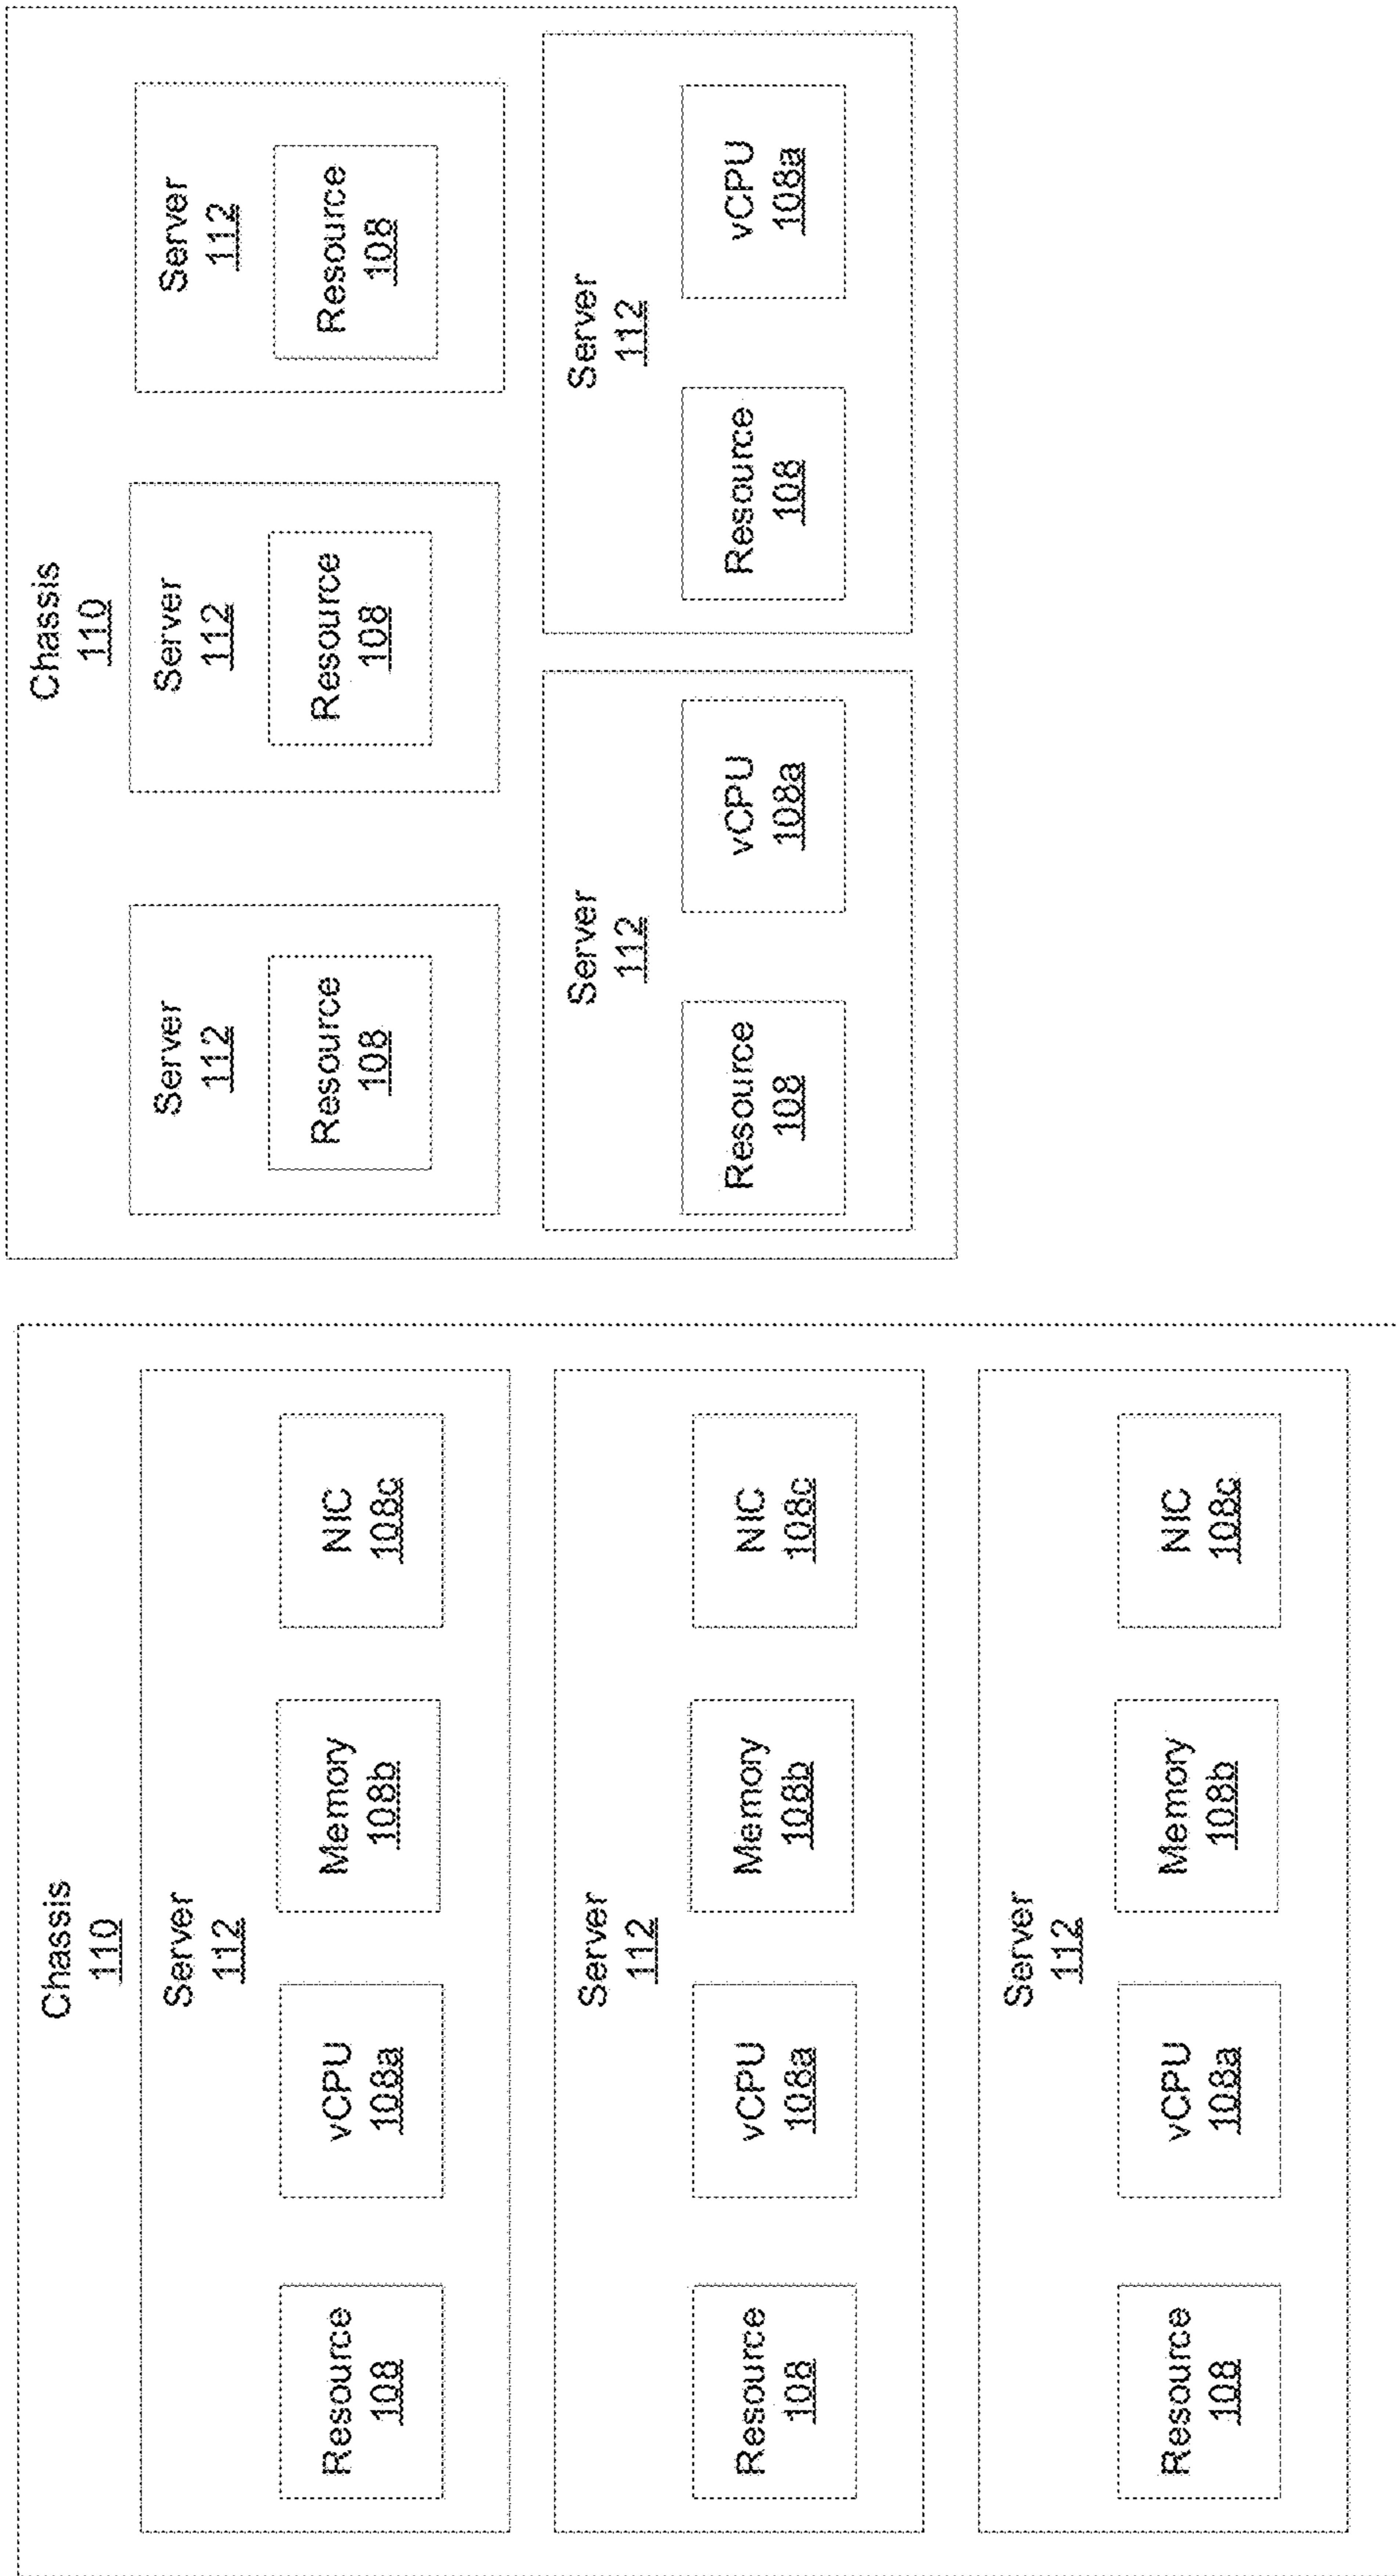 Chassis
110
Server
112
Resource
108
vCPU
108a
Memory
108b
NIC
108c
Server
112
Resource
108
vCPU
108a
Memory
108b
NIC
108c
Server
112
Resource
108
vCPU
108a
Memory
108b
NIC
108c
Chassis
110
Server
112
Resource
108
Server
112
Resource
108
Server
112
Resource
108
Server
112
Resource
108
vCPU
108a
Server
112
Resource
108
vCPU
108a